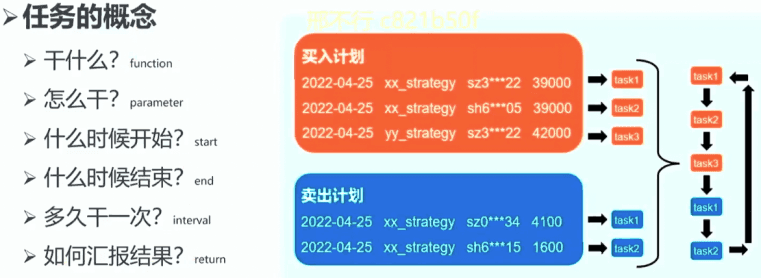 任务的概念
干什么? function
怎么干? parameter
什么时候开始? start
什么时候结束? end
多久干一次? interval
如何汇报结果? return
买入计划
2022-04-25 xx_strategy sz3***22 39000
2022-04-25 xx_strategy sh6***05 39000
2022-04-25 yy_strategy sz3***22 42000
task1
task2
task3
卖出计划
2022-04-25 xx_strategy sz0***34 4100
2022-04-25 xx_strategy sh6***15 1600
task1
task2
task1
task2
task3
task1
task2